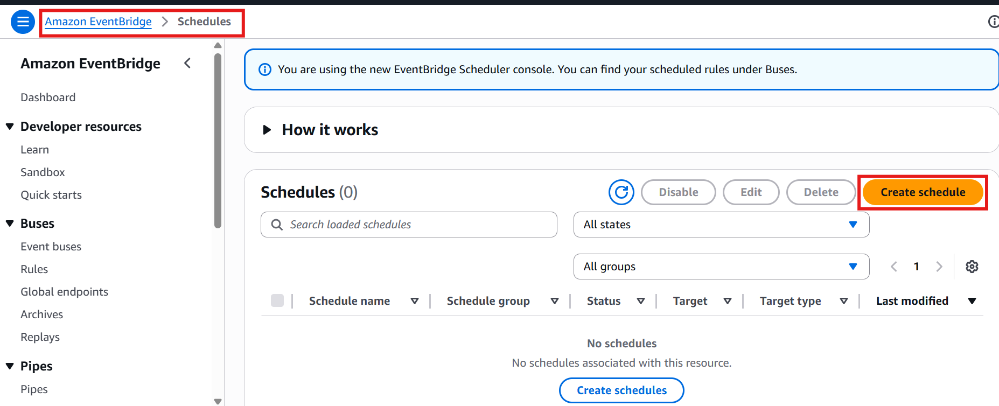 Amazon EventBridge > Schedules
Amazon EventBridge
Dashboard
Developer resources
Learn
Sandbox
Quick starts
Buses
Event buses
Rules
Global endpoints
Archives
Replays
Pipes
Pipes
You are using the new EventBridge Scheduler console. You can find your scheduled rules under Buses.
How it works
Schedules (0)
Disable
Edit
Delete
Create schedule
Search loaded schedules
All states
All groups
1
Schedule name
Schedule group
Status
Target
Target type
Last modified
No schedules
No schedules associated with this resource.
Create schedules